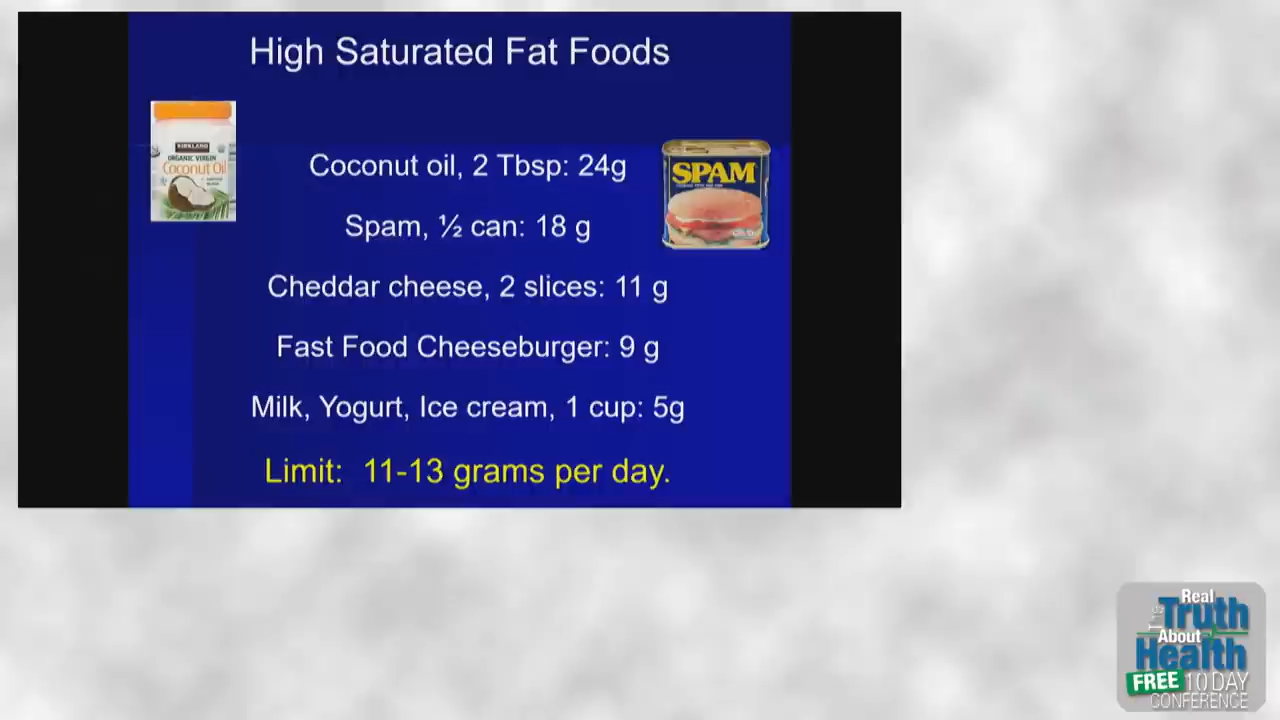 High Saturated Fat Foods
KIRKLAND
ORGANIC VIRGIN
Coconut Oil
SPAM
Coconut oil, 2 Tbsp: 24g
Spam, ½ can: 18 g
Cheddar cheese, 2 slices: 11 g
Fast Food Cheeseburger: 9 g
Milk, Yogurt, Ice cream, 1 cup: 5g
Limit: 11-13 grams per day.
The Real
Truth
About
Health
FREE 10 DAY
CONFERENCE